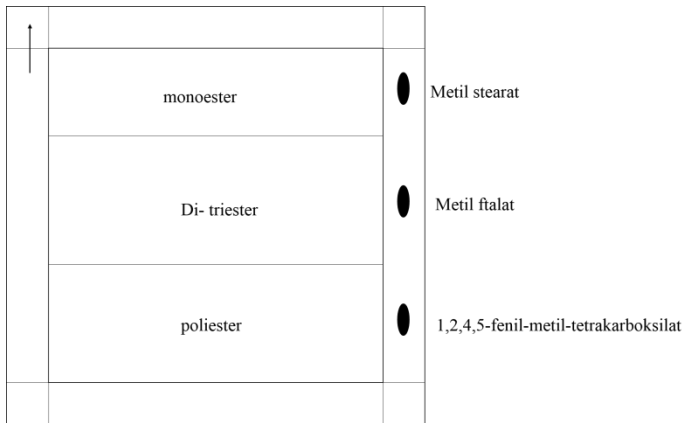 monoester
Metil stearat
Di- triester
Metil ftalat
poliester
1,2,4,5-fenil-metil-tetrakarboksilat